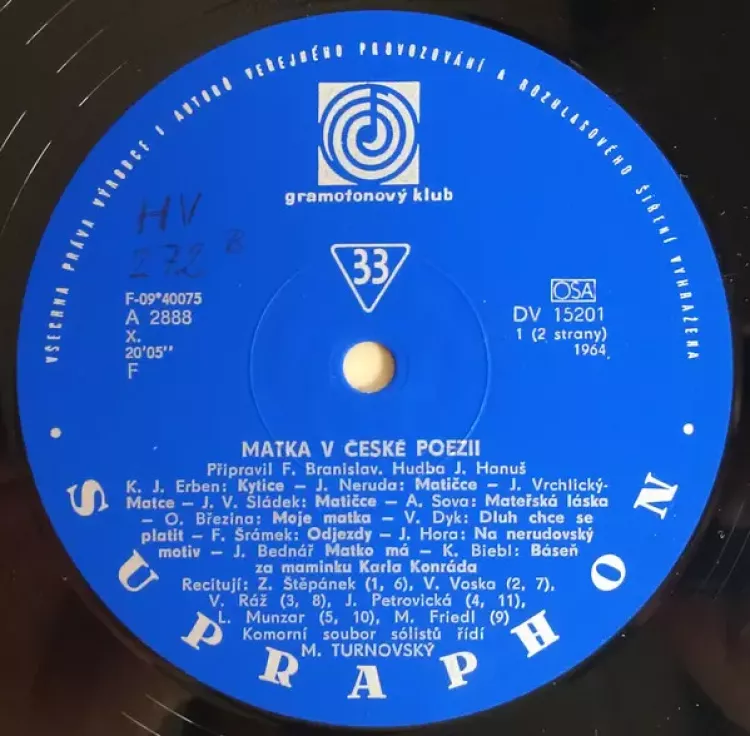 VŠECHNA PRÁVA VÝROBCE I AUTORŮ VEŘEJNÉHO PROVOZOVÁNÍ A ROZHLASOVÉHO ŠÍŘENÍ VYHRAŽENA
gramofonový klub
HV
272 B
33
F-09*40075
A 2888
X.
20'05''
F
OSA
DV 15201
1 (2 strany)
1964
MATKA V ČESKÉ POEZII
Připravil F. Branislav. Hudba J. Hanuš
K. J. Erben: Kytice – J. Neruda: Matičce – J. Vrchlický-
Matce – J. V. Sládek: Matičce – A. Sova: Mateřská láska
– O. Březina: Moje matka – V. Dyk: Dluh chce se
platit – F. Šrámek: Odjezdy – J. Hora: Na nerudovský
motiv – J. Bednář Matko má – K. Biebl: Báseň
za maminku Karla Konráda
Recitují: Z. Štěpánek (1, 6), V. Voska (2, 7),
V. Ráž (3, 8), J. Petrovická (4, 11),
L. Munzar (5, 10), M. Friedl (9)
Komorní soubor sólistů řídí
M. TURNOVSKÝ
SUPRAPHON